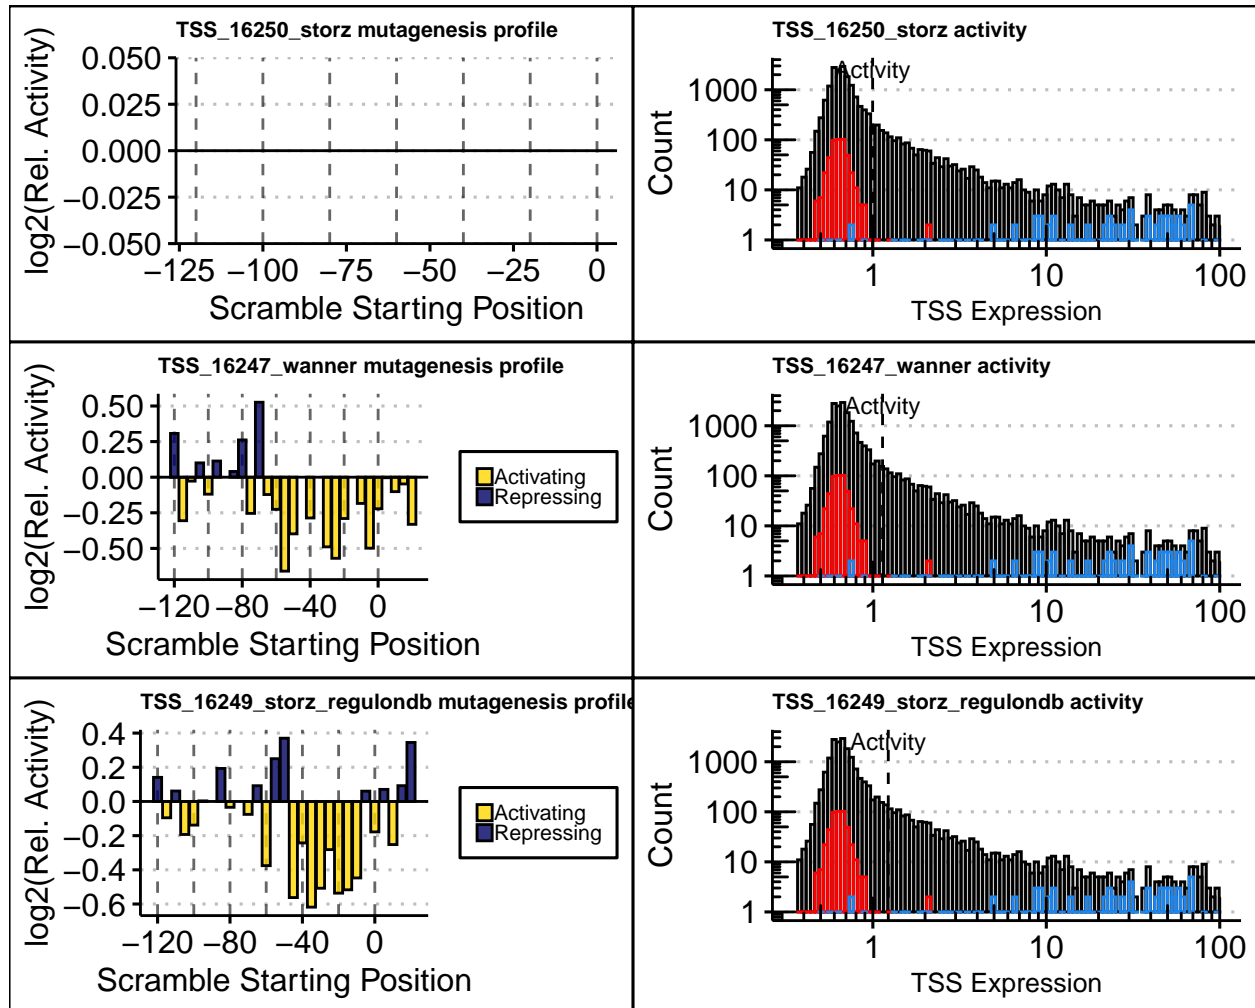 TSS_16250_storz mutagenesis profile
log2(Rel. Activity)
0.050
0.025
0.000
−0.025
−0.050
−125 −100 −75 −50 −25 0
Scramble Starting Position
TSS_16250_storz activity
Activity
Count
1000
100
10
1
1 10 100
TSS Expression
TSS_16247_wanner mutagenesis profile
log2(Rel. Activity)
0.50
0.25
0.00
−0.25
−0.50
−120 −80 −40 0
Scramble Starting Position
Activating
Repressing
TSS_16247_wanner activity
Activity
Count
1000
100
10
1
1 10 100
TSS Expression
TSS_16249_storz_regulondb mutagenesis profile
log2(Rel. Activity)
0.4
0.2
0.0
−0.2
−0.4
−0.6
−120 −80 −40 0
Scramble Starting Position
Activating
Repressing
TSS_16249_storz_regulondb activity
Activity
Count
1000
100
10
1
1 10 100
TSS Expression